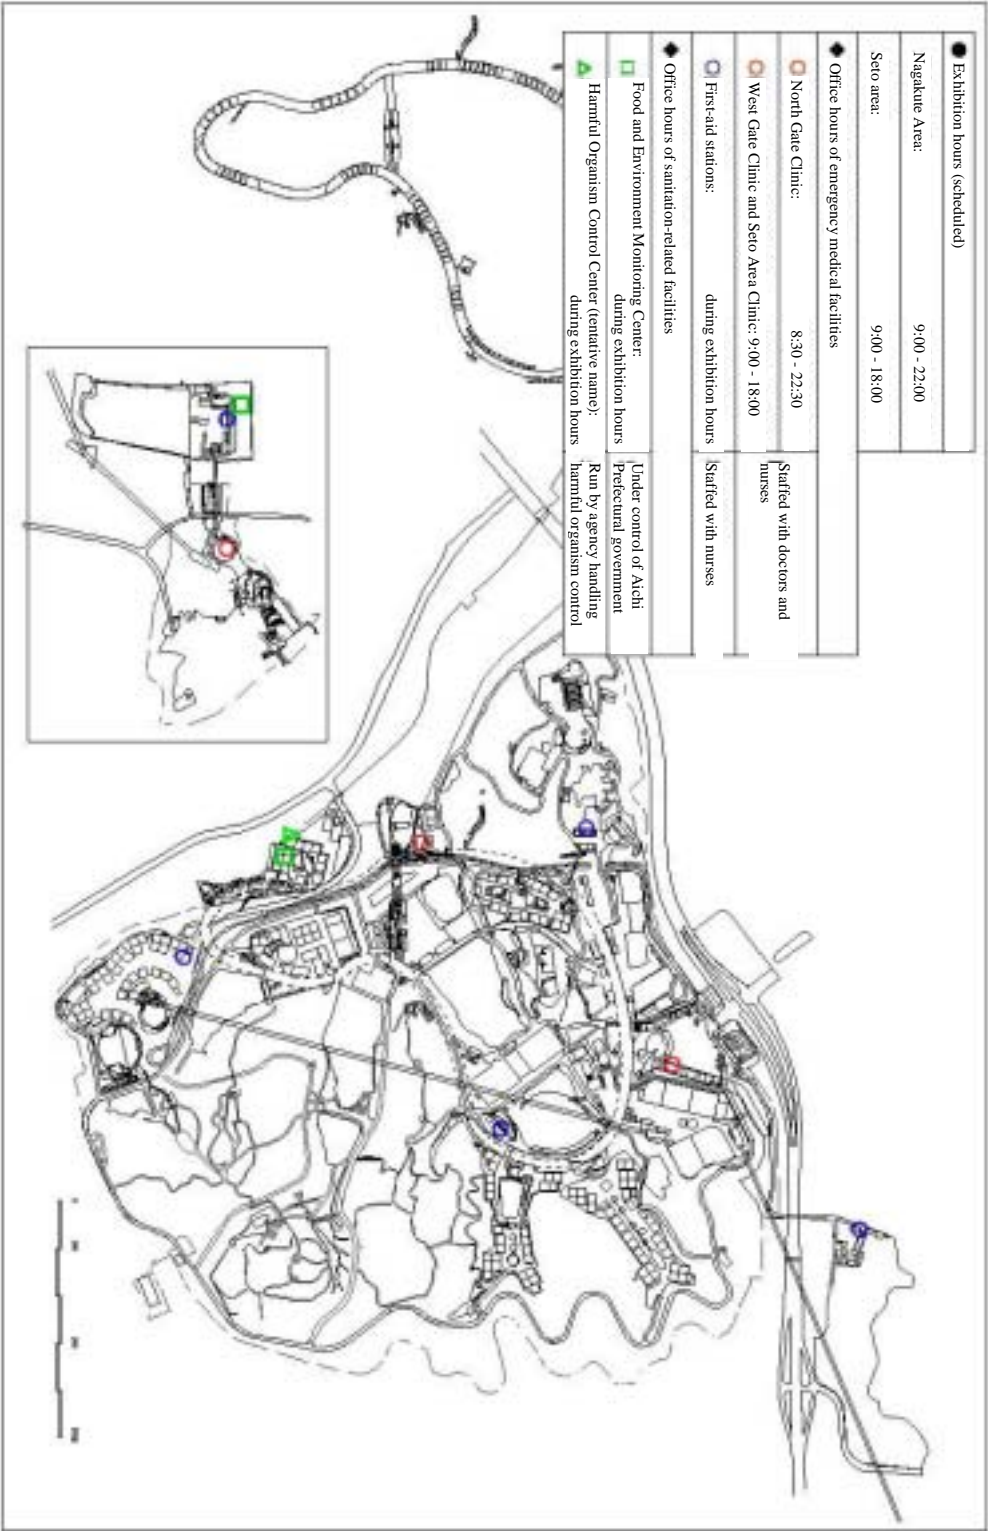 ● Exhibition hours (scheduled)
Nagakute Area: 9:00 - 22:00
Seto area: 9:00 - 18:00
◆ Office hours of emergency medical facilities
North Gate Clinic: 8:30 - 22:30
West Gate Clinic and Seto Area Clinic: 9:00 - 18:00
Staffed with doctors and
nurses
First-aid stations: during exhibition hours
Staffed with nurses
◆ Office hours of sanitation-related facilities
Food and Environment Monitoring Center:
during exhibition hours
Under control of Aichi
Prefectural government
Harmful Organism Control Center (tentative name):
during exhibition hours
Run by agency handling
harmful organism control